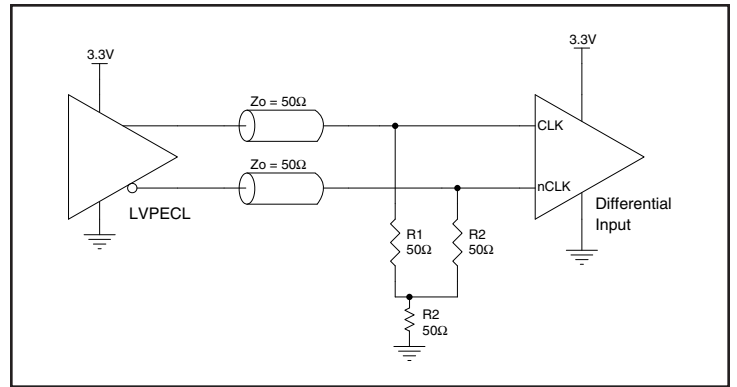 3.3V
3.3V
Zo = 50Ω
CLK
Zo = 50Ω
nCLK
LVPECL
Differential
Input
R1
50Ω
R2
50Ω
R2
50Ω